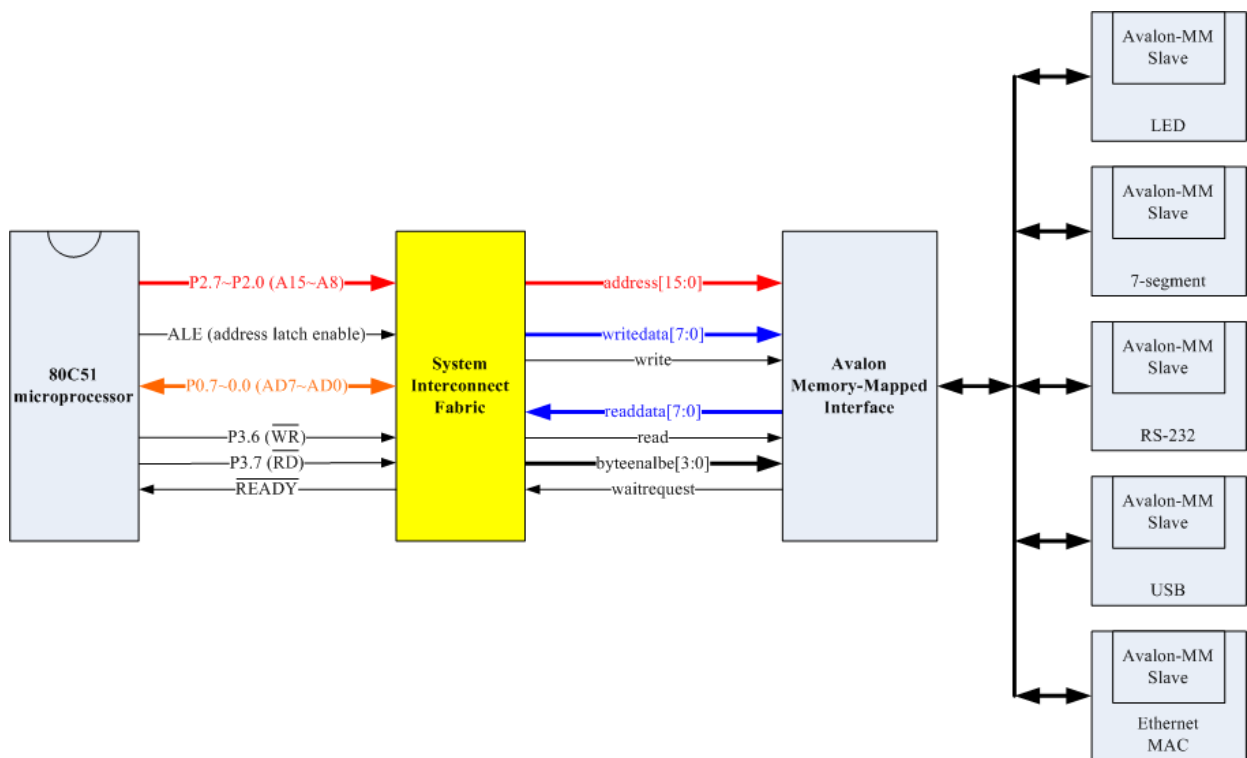 80C51
microprocessor
P2.7~P2.0 (A15~A8)
ALE (address latch enable)
P0.7~0.0 (AD7~AD0)
P3.6 (W̅R̅)
P3.7 (R̅D̅)
R̅E̅A̅D̅Y̅
System
Interconnect
Fabric
address[15:0]
writedata[7:0]
write
readdata[7:0]
read
byteenalbe[3:0]
waitrequest
Avalon
Memory-Mapped
Interface
Avalon-MM
Slave
LED
Avalon-MM
Slave
7-segment
Avalon-MM
Slave
RS-232
Avalon-MM
Slave
USB
Avalon-MM
Slave
Ethernet
MAC